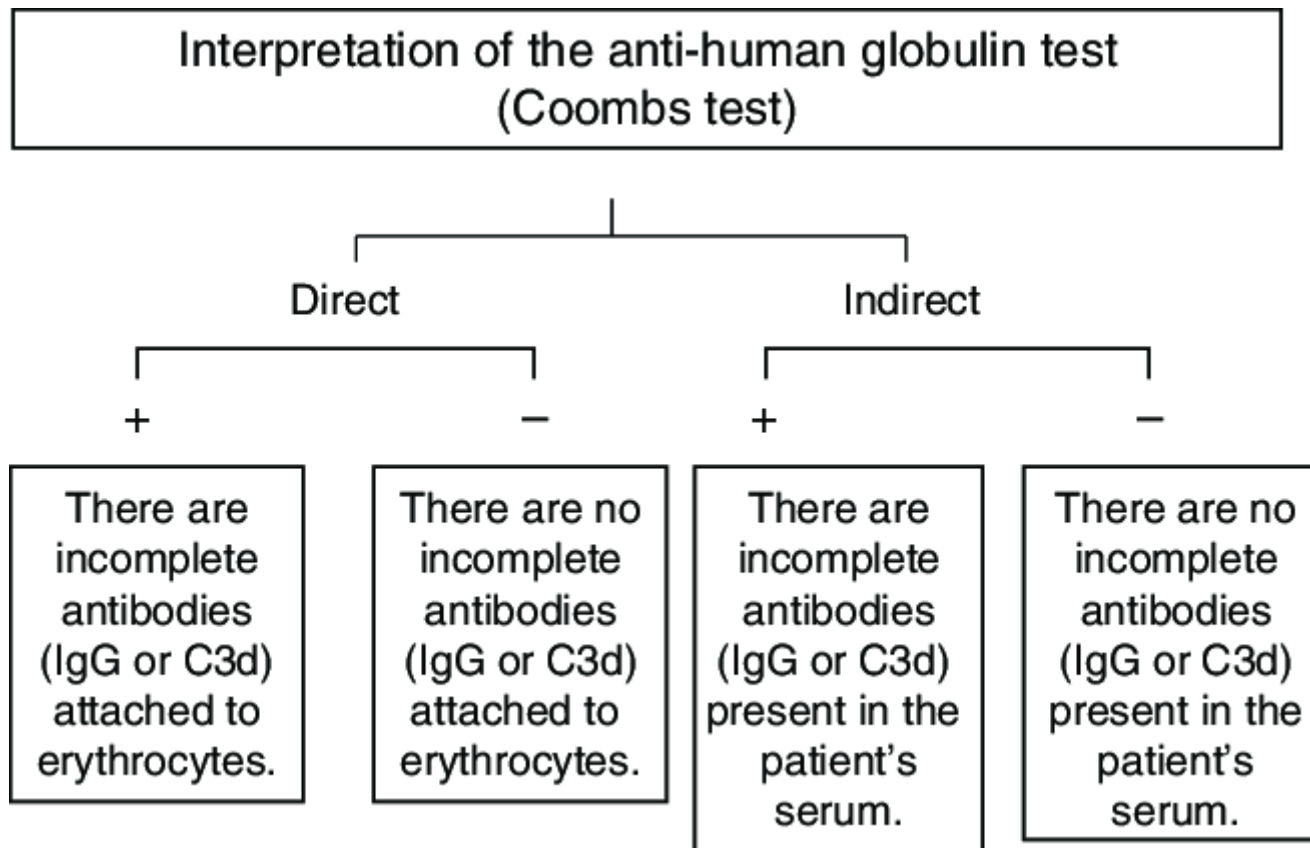 Interpretation of the anti-human globulin test
(Coombs test)
Direct
Indirect
+
–
+
–
There are
incomplete
antibodies
(IgG or C3d)
attached to
erythrocytes.
There are no
incomplete
antibodies
(IgG or C3d)
attached to
erythrocytes.
There are
incomplete
antibodies
(IgG or C3d)
present in the
patient’s
serum.
There are no
incomplete
antibodies
(IgG or C3d)
present in the
patient’s
serum.